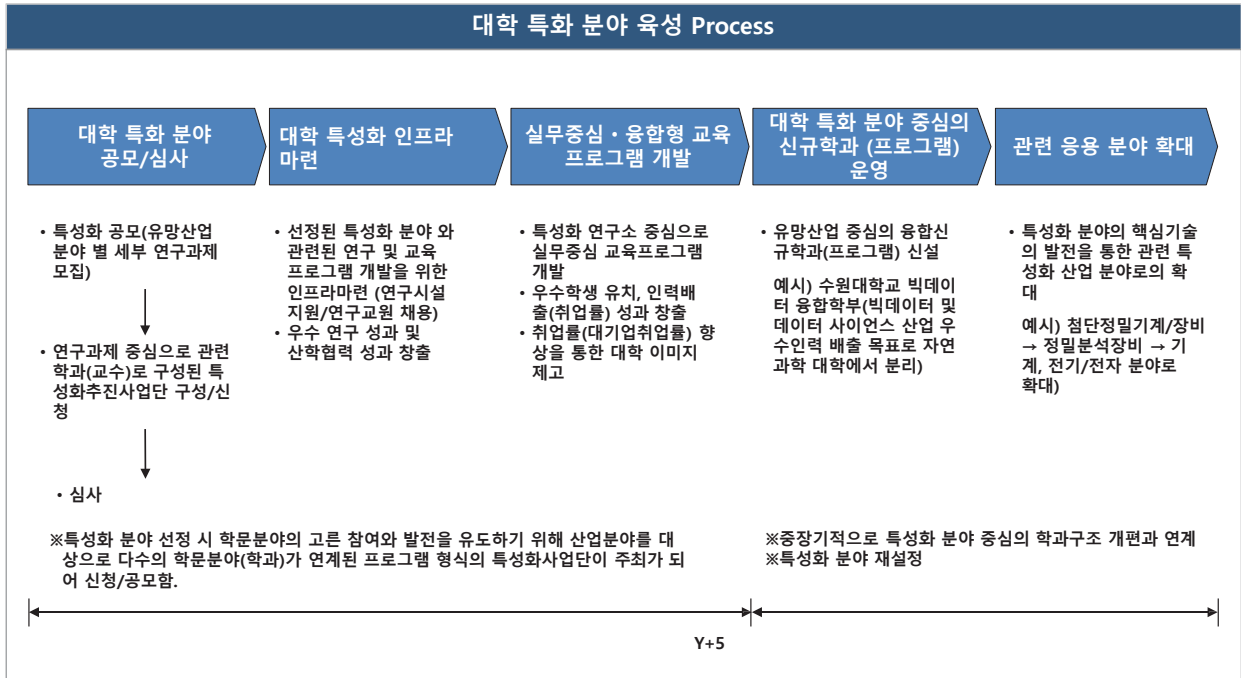 대학 특화 분야 육성 Process
대학 특화 분야
공모/심사
대학 특성화 인프라
마련
실무중심·융합형 교육
프로그램 개발
대학 특화 분야 중심의
신규학과 (프로그램)
운영
관련 응용 분야 확대
• 특성화 공모(유망산업
분야 별 세부 연구과제
모집)
• 연구과제 중심으로 관련
학과(교수)로 구성된 특
성화추진사업단 구성/신
청
• 심사
• 선정된 특성화 분야 와
관련된 연구 및 교육
프로그램 개발을 위한
인프라마련 (연구시설
지원/연구교원 채용)
• 우수 연구 성과 및
산학협력 성과 창출
• 특성화 연구소 중심으로
실무중심 교육프로그램
개발
• 우수학생 유치, 인력배
출(취업률) 성과 창출
• 취업률(대기업취업률) 향
상을 통한 대학 이미지
제고
• 유망산업 중심의 융합신
규학과(프로그램) 신설
예시) 수원대학교 빅데이
터 융합학부(빅데이터 및
데이터 사이언스 산업 우
수인력 배출 목표로 자연
과학 대학에서 분리)
• 특성화 분야의 핵심기술
의 발전을 통한 관련 특
성화 산업 분야로의 확
대
예시) 첨단정밀기계/장비
→ 정밀분석장비 → 기
계, 전기/전자 분야로
확대)
※특성화 분야 선정 시 학문분야의 고른 참여와 발전을 유도하기 위해 산업분야를 대
상으로 다수의 학문분야(학과)가 연계된 프로그램 형식의 특성화사업단이 주최가 되
어 신청/공모함.
※중장기적으로 특성화 분야 중심의 학과구조 개편과 연계
※특성화 분야 재설정
Y+5